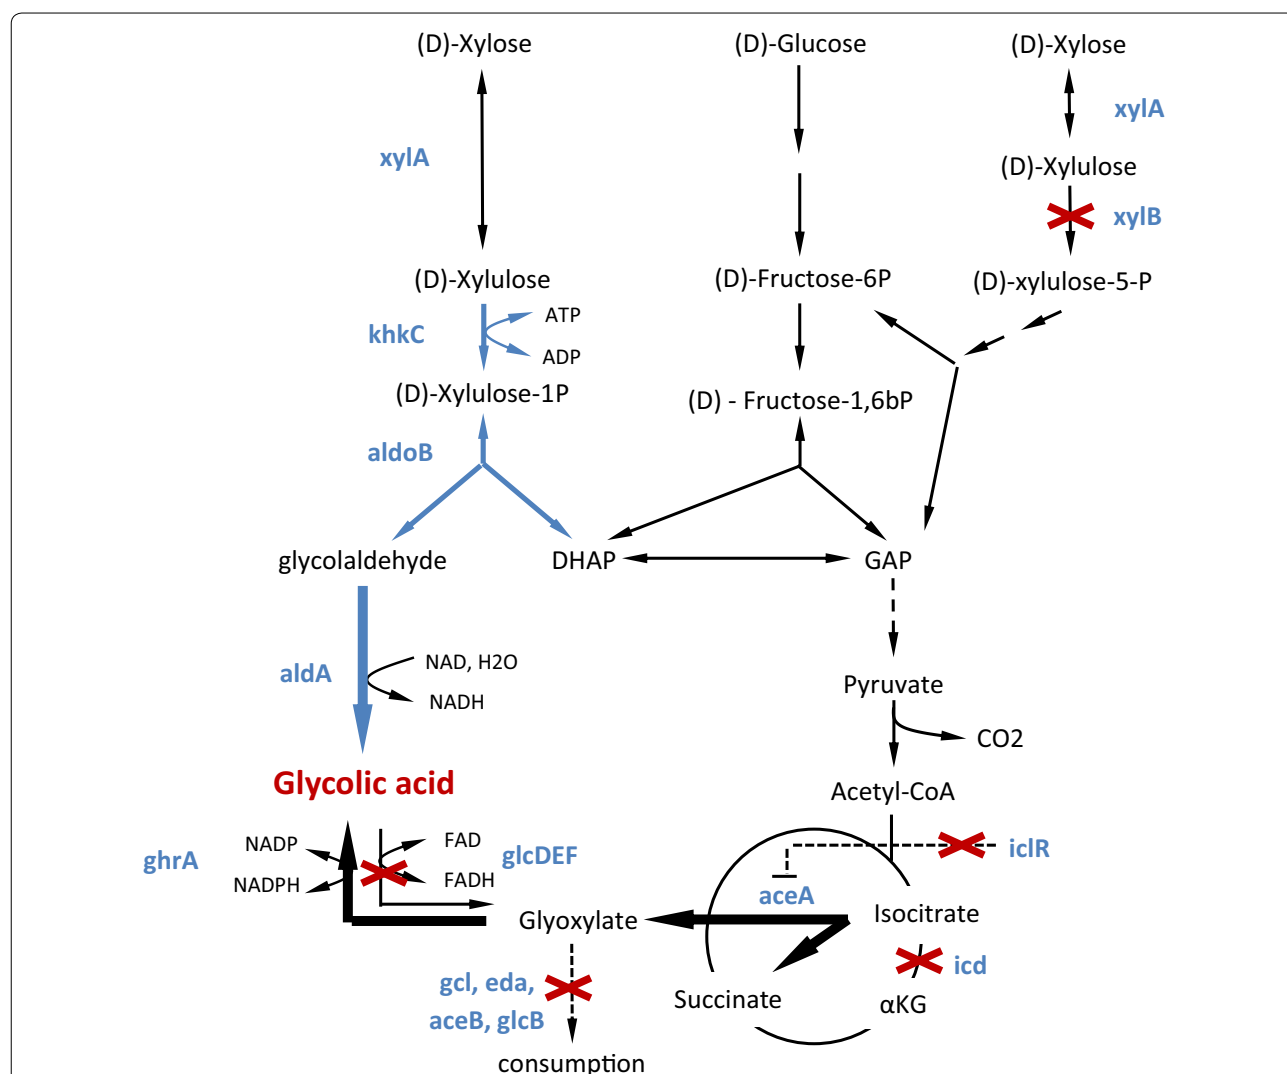 (D)-Xylose
(D)-Glucose
(D)-Xylose
xylA
xylA
(D)-Xylulose
xylB
(D)-Xylulose
(D)-Fructose-6P
(D)-xylulose-5-P
khkC
ATP
ADP
(D)-Xylulose-1P
(D) - Fructose-1,6bP
aldoB
glycolaldehyde
DHAP
GAP
aldA
NAD, H2O
NADH
Pyruvate
CO2
Glycolic acid
Acetyl-CoA
ghrA
NADP
NADPH
FAD
FADH
glcDEF
iclR
aceA
Glyoxylate
Isocitrate
icd
gcl, eda,
aceB, glcB
Succinate
αKG
consumption